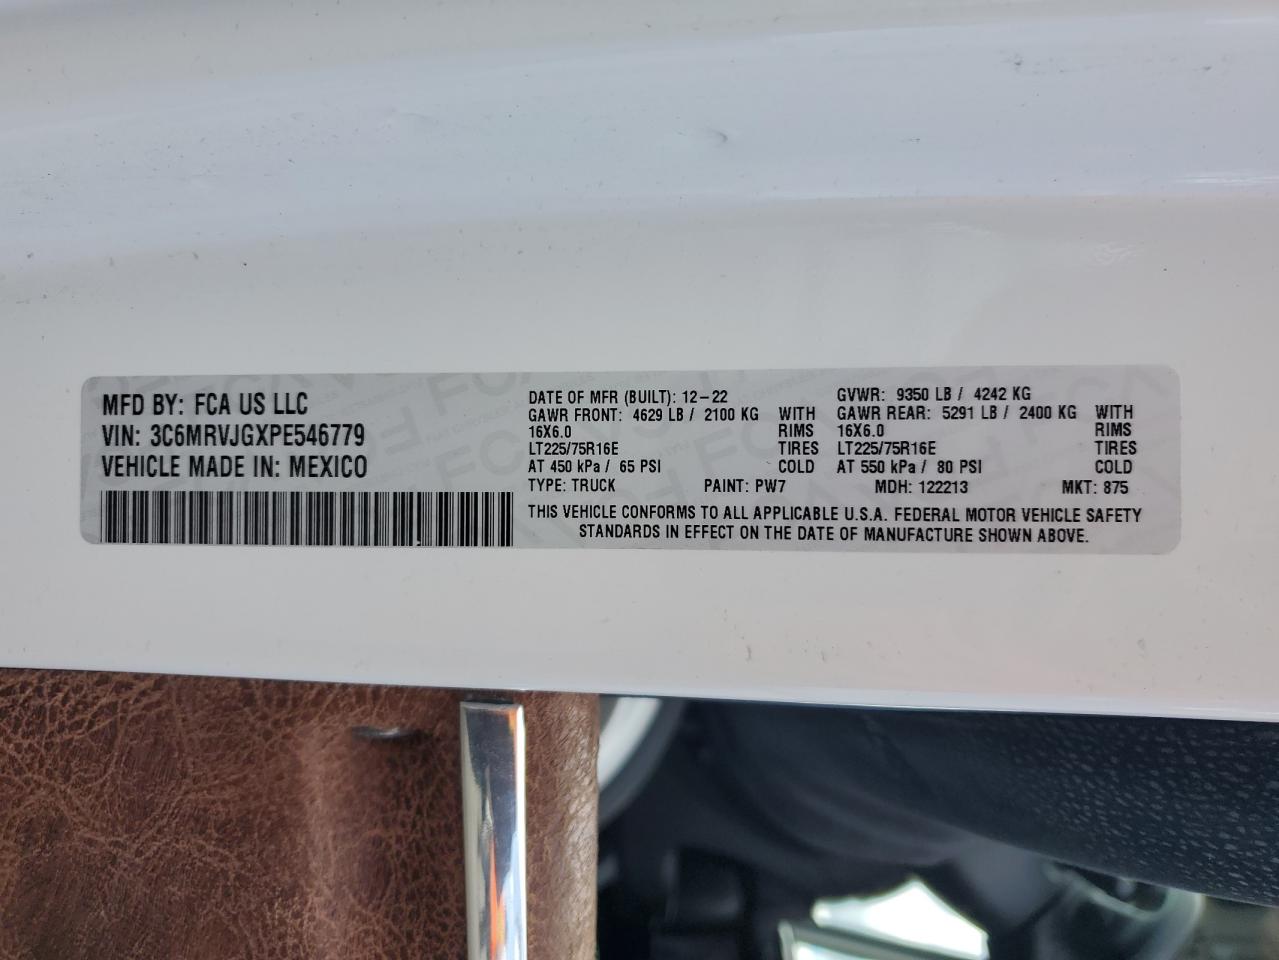 MFD BY: FCA US LLC
VIN: 3C6MRVJGXPE546779
VEHICLE MADE IN: MEXICO
DATE OF MFR (BUILT): 12-22
GAWR FRONT: 4629 LB / 2100 KG WITH
16X6.0 RIMS
LT225/75R16E TIRES
AT 450 kPa / 65 PSI COLD
GVWR: 9350 LB / 4242 KG
GAWR REAR: 5291 LB / 2400 KG WITH
16X6.0 RIMS
LT225/75R16E TIRES
AT 550 kPa / 80 PSI COLD
TYPE: TRUCK PAINT: PW7 MDH: 122213 MKT: 875
THIS VEHICLE CONFORMS TO ALL APPLICABLE U.S.A. FEDERAL MOTOR VEHICLE SAFETY
STANDARDS IN EFFECT ON THE DATE OF MANUFACTURE SHOWN ABOVE.